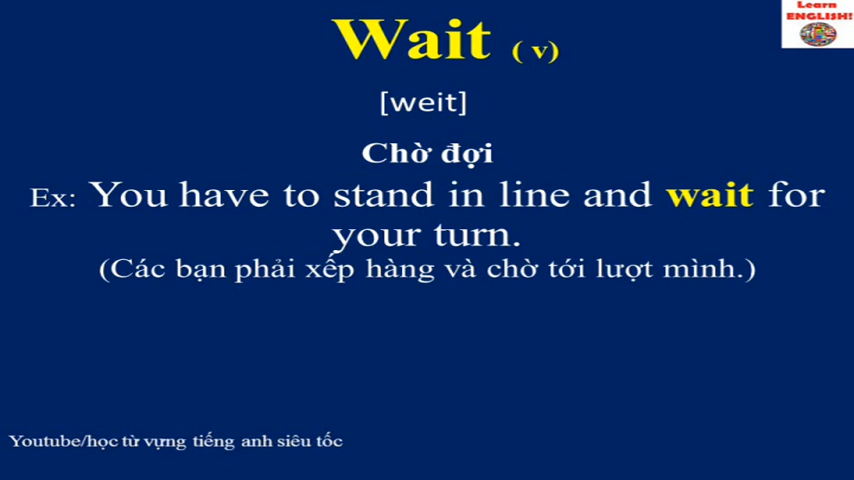 Learn
ENGLISH!
Wait ( v)
[weit]
Chờ đợi
Ex: You have to stand in line and wait for
your turn.
(Các bạn phải xếp hàng và chờ tới lượt mình.)
Youtube/học từ vựng tiếng anh siêu tốc